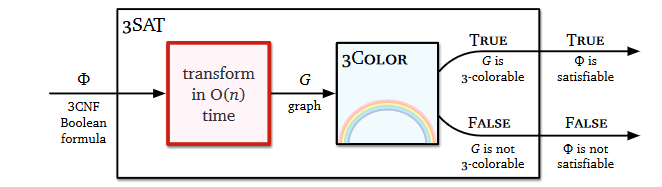 3SAT
Φ
3CNF
Boolean
formula
transform
in O(n)
time
G
graph
3COLOR
TRUE
G is
3-colorable
TRUE
Φ is
satisfiable
FALSE
G is not
3-colorable
FALSE
Φ is not
satisfiable